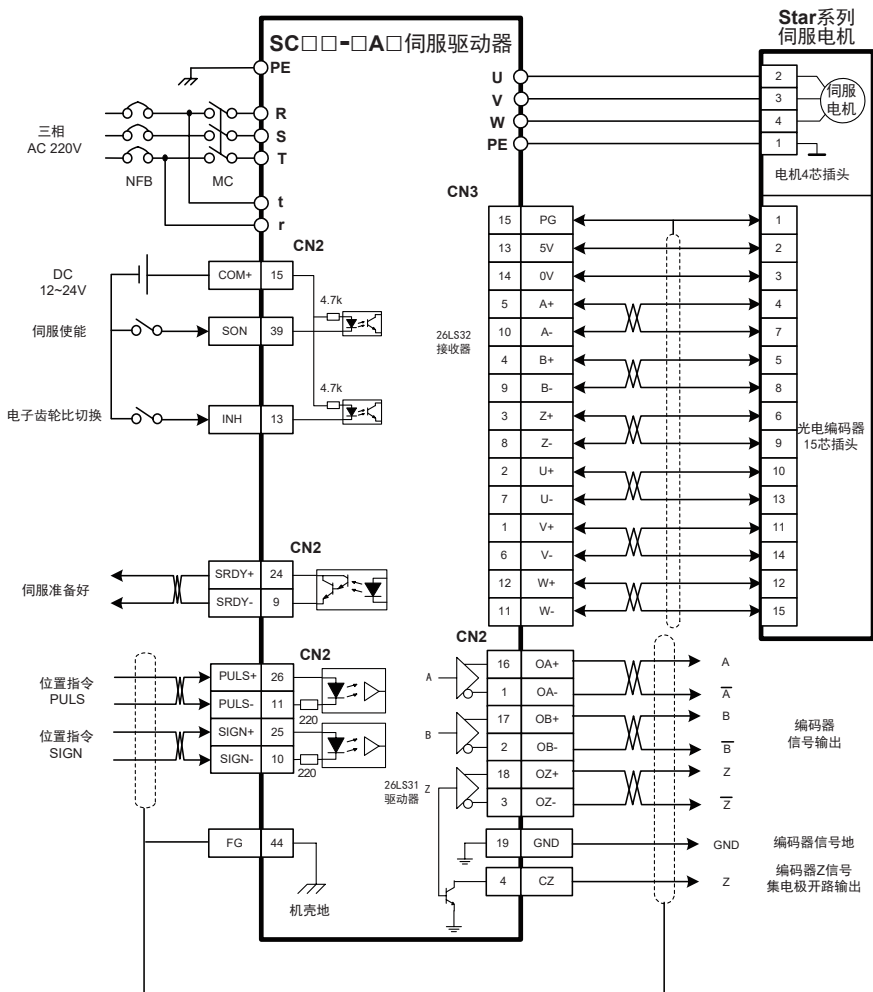 Star系列
伺服电机
SC□□-□A□伺服驱动器
PE
三相
AC 220V
NFB
MC
R
S
T
t
r
U
V
W
PE
2
3
4
1
伺服
电机
电机4芯插头
CN3
15 PG 1
13 5V 2
14 0V 3
5 A+ 4
10 A- 7
4 B+ 5
9 B- 8
3 Z+ 6
8 Z- 9
2 U+ 10
7 U- 13
1 V+ 11
6 V- 14
12 W+ 12
11 W- 15
26LS32
接收器
光电编码器
15芯插头
CN2
DC
12~24V
COM+ 15
4.7k
伺服使能
SON 39
4.7k
电子齿轮比切换
INH 13
CN2
伺服准备好
SRDY+ 24
SRDY- 9
CN2
位置指令
PULS
PULS+ 26
PULS- 11
220
位置指令
SIGN
SIGN+ 25
SIGN- 10
220
FG 44
机壳地
CN2
A
16 OA+ A
1 OA- A̅
B
17 OB+ B
2 OB- B̅
Z
18 OZ+ Z
3 OZ- Z̅
26LS31
驱动器
编码器
信号输出
19 GND GND
编码器信号地
4 CZ Z
编码器Z信号
集电极开路输出